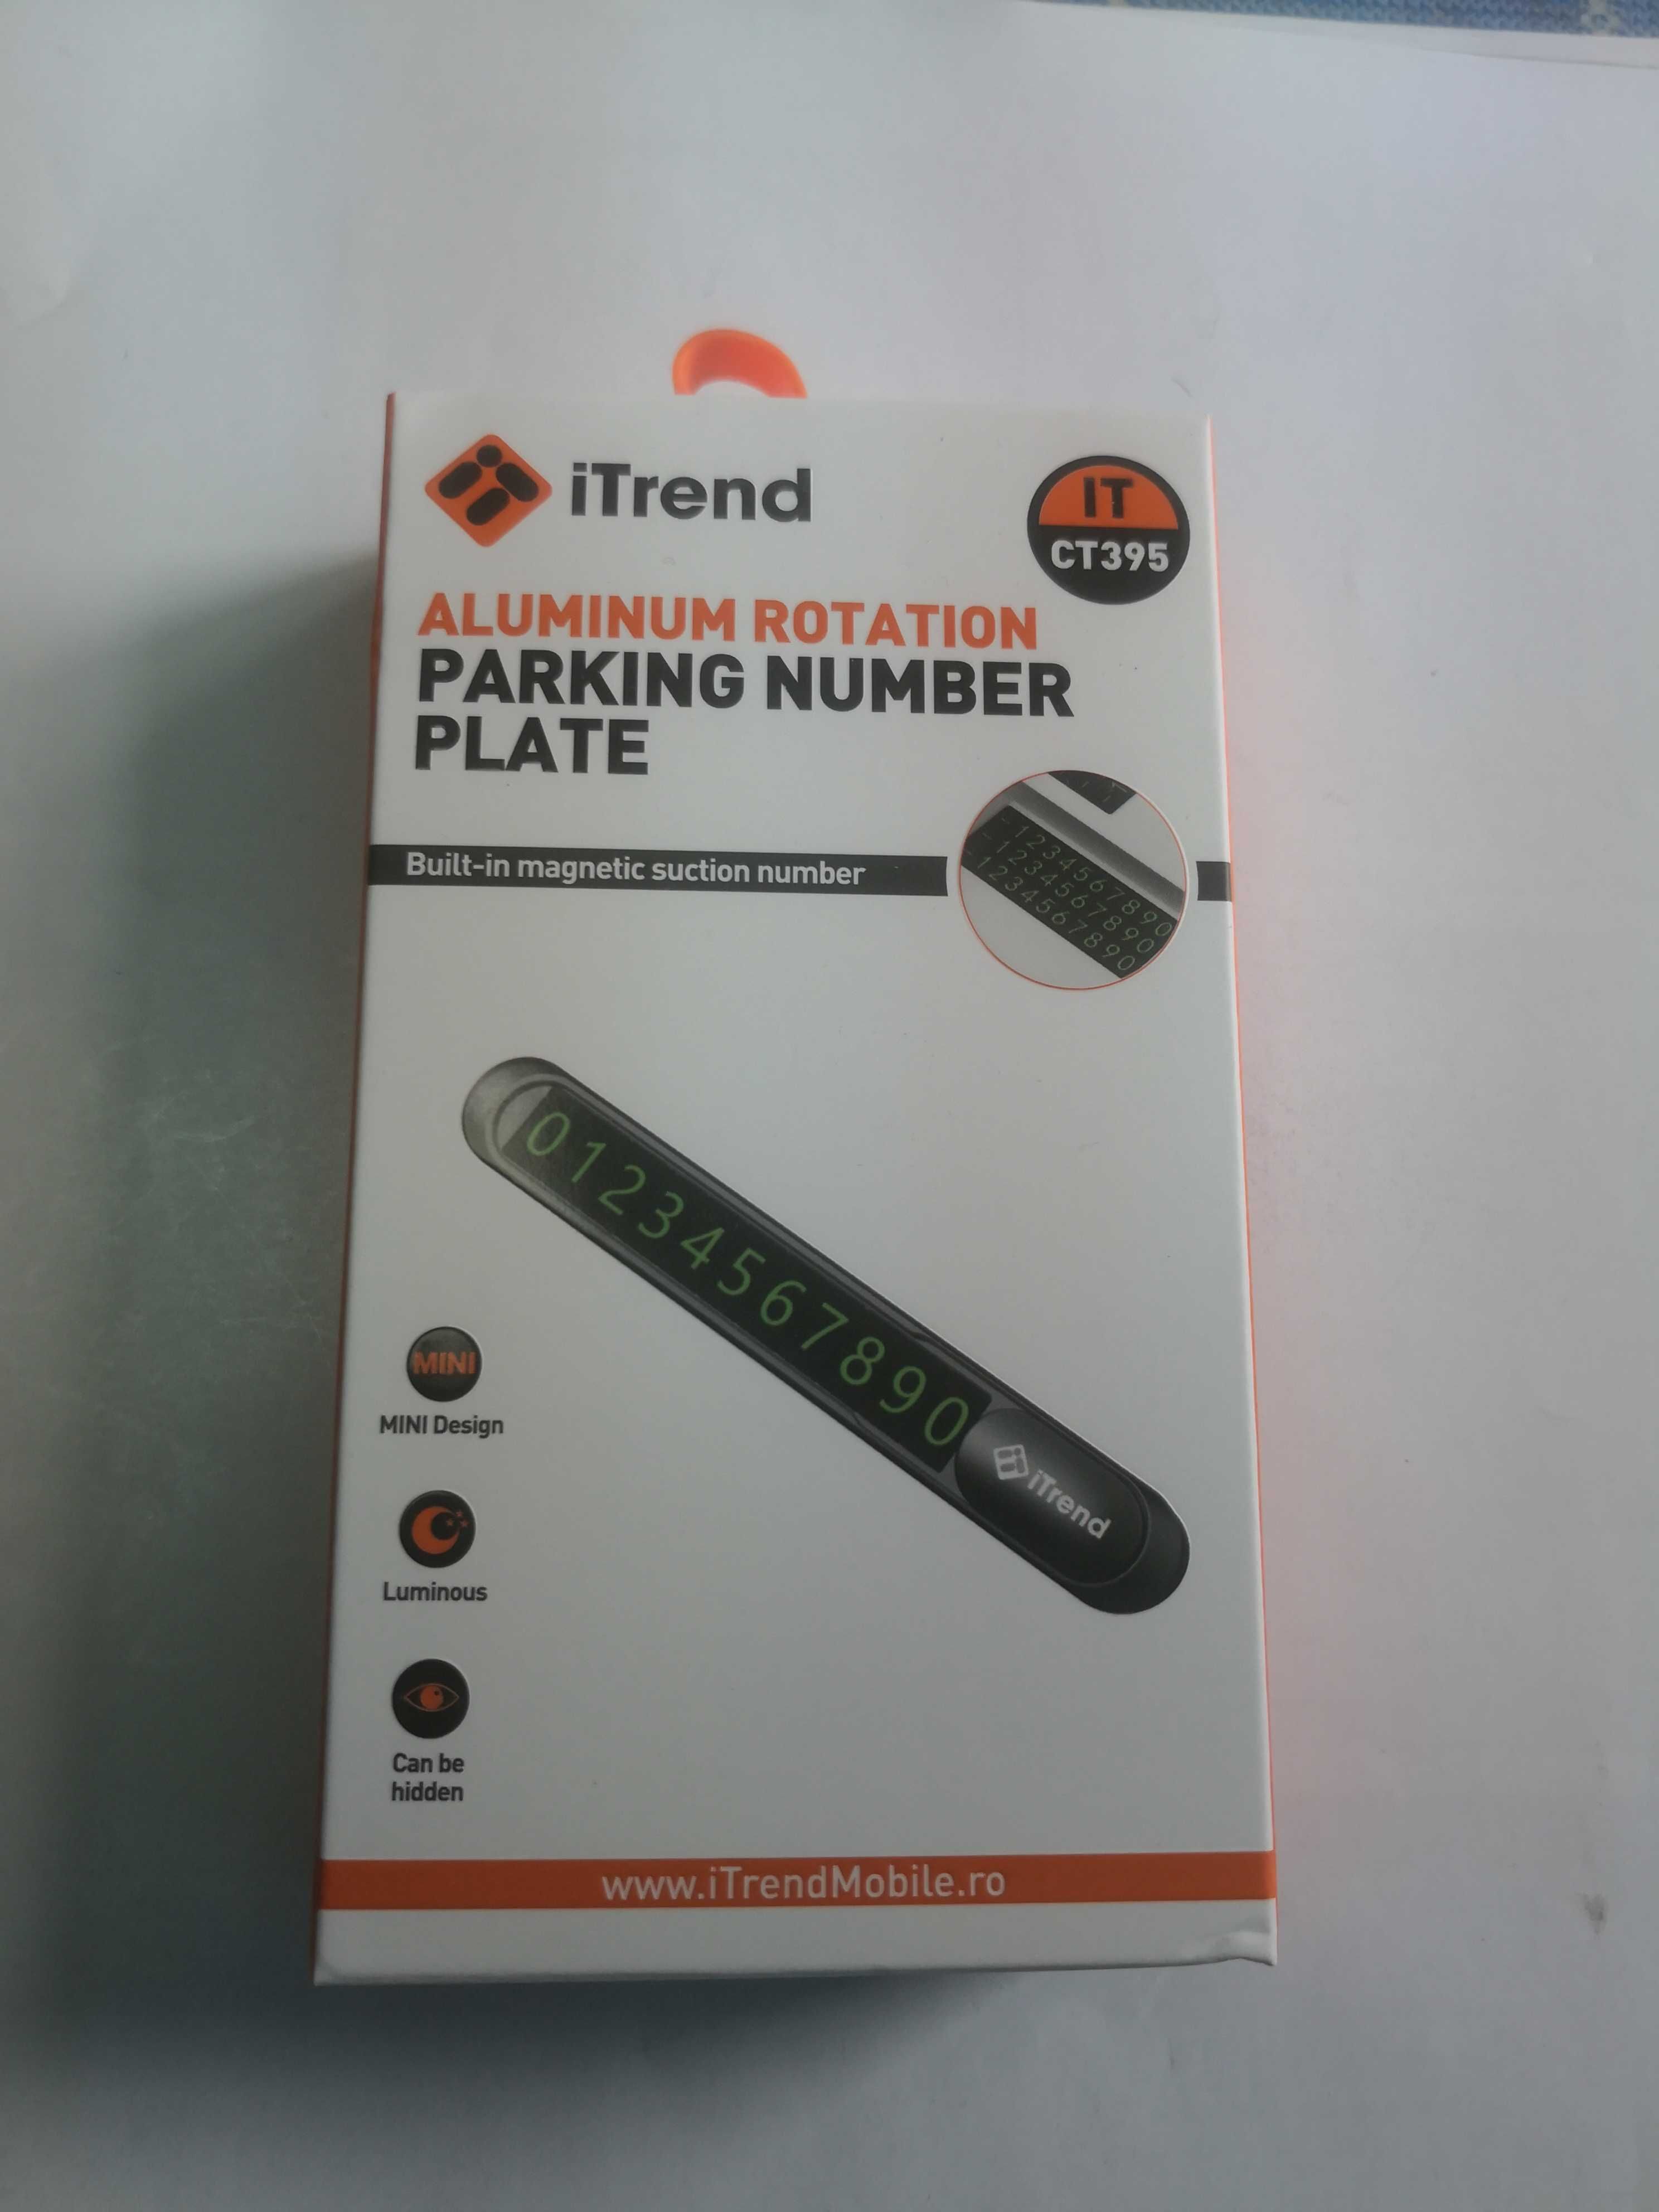 iTrend
IT
CT395
ALUMINUM ROTATION
PARKING NUMBER
PLATE
Built-in magnetic suction number
- 1234567890
- 1234567890
- 1234567890
01234567890
iTrend
MINI
MINI Design
Luminous
Can be
hidden
www.iTrendMobile.ro